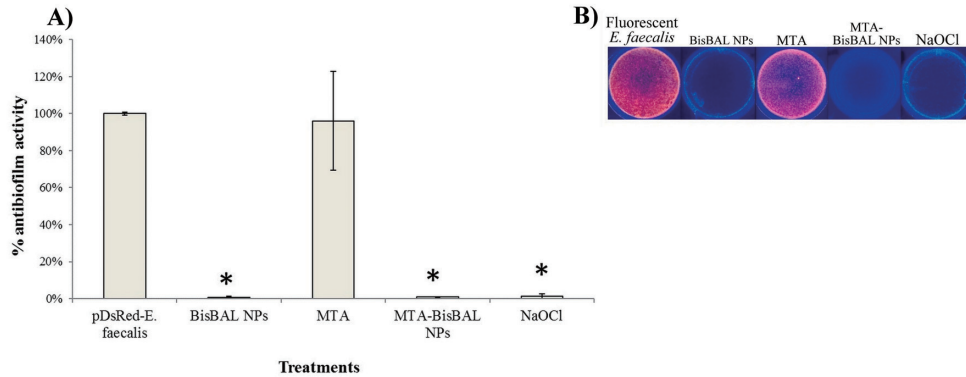 A)
140%
120%
100%
80%
60%
40%
20%
0%
% antibiofilm activity
*
*
*
pDsRed-E.
faecalis
BisBAL NPs
MTA
MTA-BisBAL
NPs
NaOCl
Treatments
B)
Fluorescent
E. faecalis
BisBAL NPs
MTA
MTA-
BisBAL NPs
NaOCl